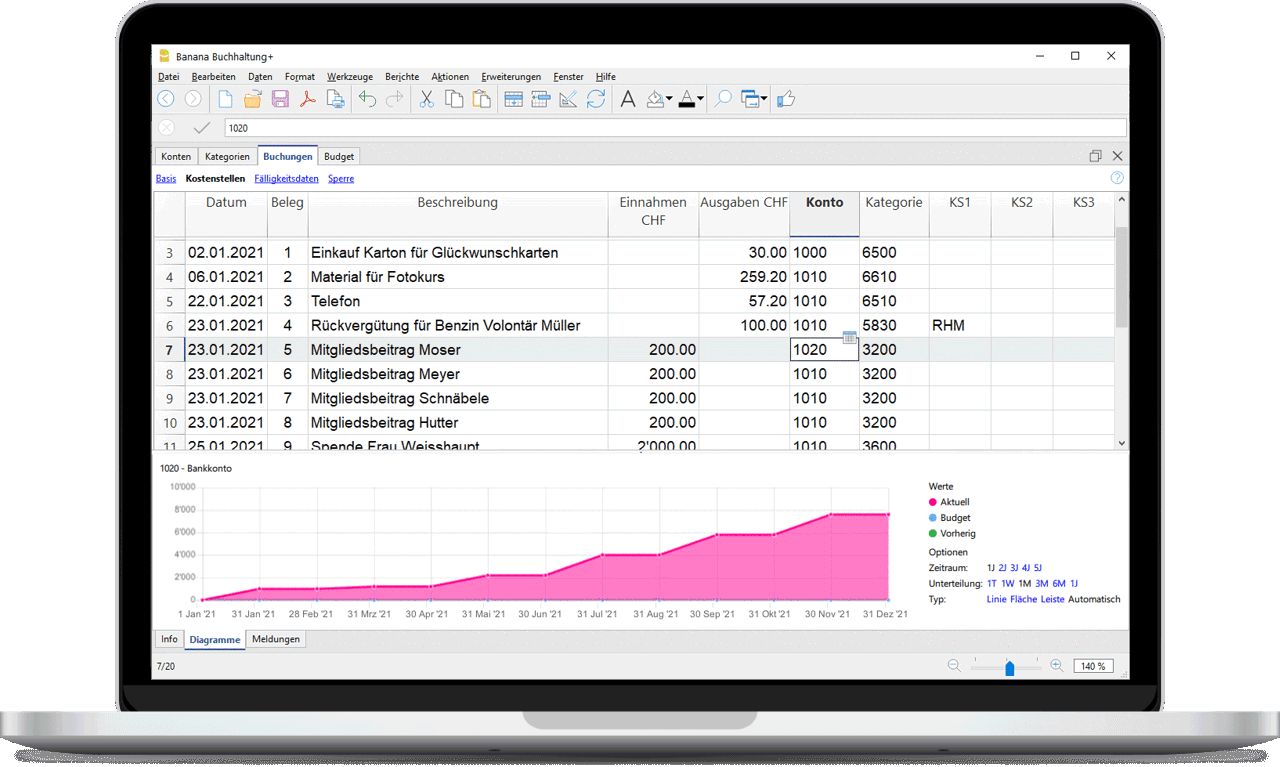 Banana Buchhaltung+
Datei Bearbeiten Daten Format Werkzeuge Berichte Aktionen Erweiterungen Fenster Hilfe
1020
Konten Kategorien Buchungen Budget
Basis Kostenstellen Fälligkeitsdaten Sperre
Datum Beleg Beschreibung Einnahmen CHF Ausgaben CHF Konto Kategorie KS1 KS2 KS3
3 02.01.2021 1 Einkauf Karton für Glückwunschkarten 30.00 1000 6500
4 06.01.2021 2 Material für Fotokurs 259.20 1010 6610
5 22.01.2021 3 Telefon 57.20 1010 6510
6 23.01.2021 4 Rückvergütung für Benzin Volontär Müller 100.00 1010 5830 RHM
7 23.01.2021 5 Mitgliedsbeitrag Moser 200.00 1020 3200
8 23.01.2021 6 Mitgliedsbeitrag Meyer 200.00 1010 3200
9 23.01.2021 7 Mitgliedsbeitrag Schnäbele 200.00 1010 3200
10 23.01.2021 8 Mitgliedsbeitrag Hutter 200.00 1010 3200
11 25.01.2021 9 Spende Frau Weisshaupt 2'000.00 1010 3600
1020 - Bankkonto
10'000
8'000
6'000
4'000
2'000
0
1 Jan '21 31 Jan '21 28 Feb '21 31 Mrz '21 30 Apr '21 31 Mai '21 30 Jun '21 31 Jul '21 31 Aug '21 30 Sep '21 31 Okt '21 30 Nov '21 31 Dez '21
Werte
Aktuell
Budget
Vorherig
Optionen
Zeitraum: 1J 2J 3J 4J 5J
Unterteilung: 1T 1W 1M 3M 6M 1J
Typ: Linie Fläche Leiste Automatisch
Info Diagramme Meldungen
7/20 140 %